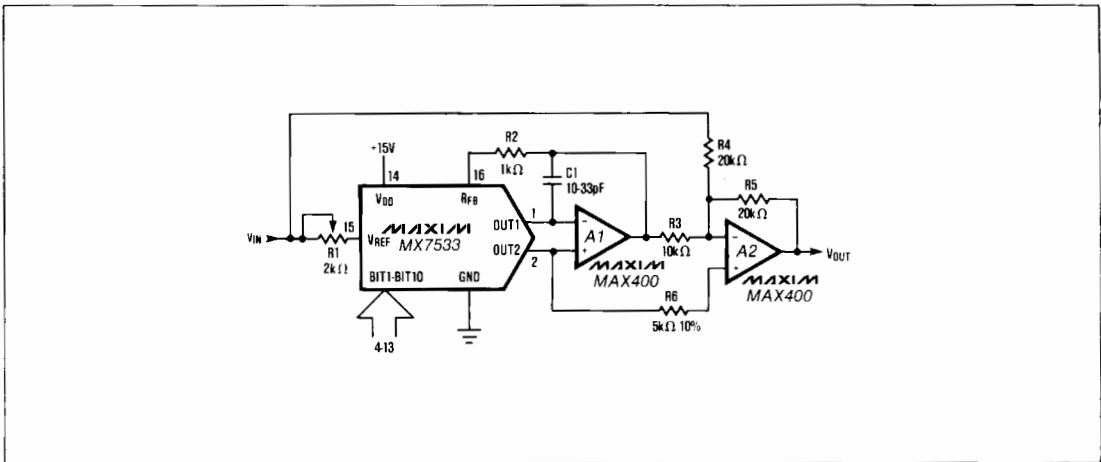 R2
1kΩ
C1
10-33pF
+15V
14
16
VDD
RFB
R4
20kΩ
R5
20kΩ
VIN
R1
2kΩ
15
VREF
MAXIM
MX7533
OUT1
1
OUT2
2
BIT1-BIT10
GND
4-13
−
A1
+
MAXIM
MAX400
R3
10kΩ
R6
5kΩ 10%
−
A2
+
MAXIM
MAX400
VOUT